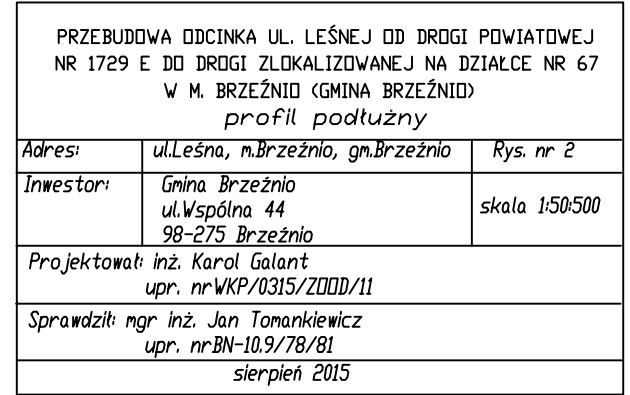 PRZEBUDOWA ODCINKA UL. LEŚNEJ OD DROGI POWIATOWEJ
NR 1729 E DO DROGI ZLOKALIZOWANEJ NA DZIAŁCE NR 67
W M. BRZEŹNIO (GMINA BRZEŹNIO)
profil podłużny
Adres: ul.Leśna, m.Brzeźnio, gm.Brzeźnio Rys. nr 2
Inwestor: Gmina Brzeźnio
ul.Wspólna 44
98-275 Brzeźnio
skala 1:50:500
Projektował: inż. Karol Galant
upr. nrWKP/0315/ZOOD/11
Sprawdził: mgr inż. Jan Tomankiewicz
upr. nrBN-10.9/78/81
sierpień 2015